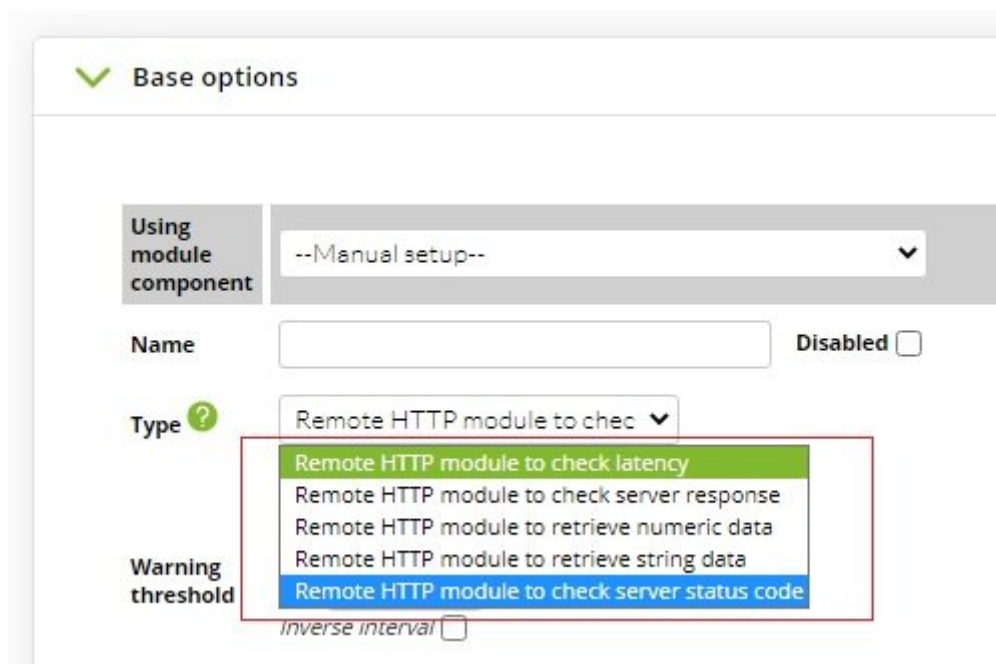 Base options
Using
module
component
--Manual setup--
Name
Disabled
Type ?
Remote HTTP module to chec
Remote HTTP module to check latency
Remote HTTP module to check server response
Remote HTTP module to retrieve numeric data
Remote HTTP module to retrieve string data
Remote HTTP module to check server status code
Warning
threshold
Inverse interval